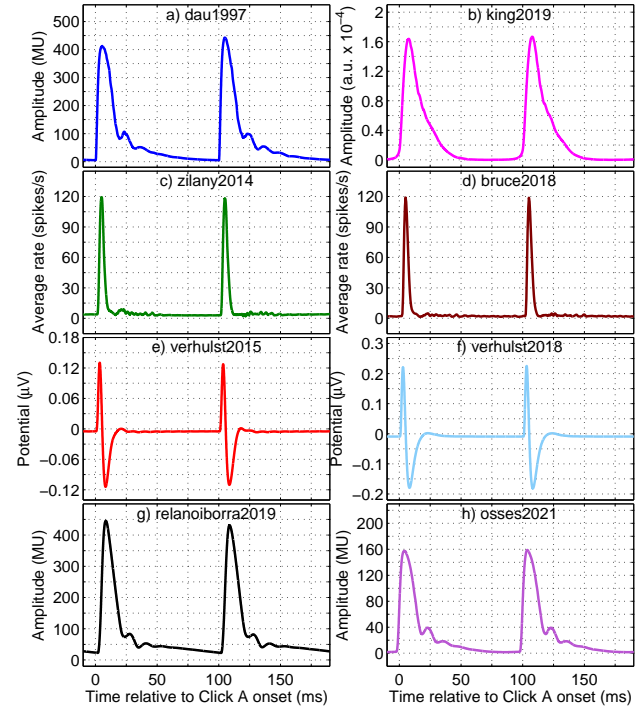 a) dau1997
Amplitude (MU)
500
400
300
200
100
0
b) king2019
Amplitude (a.u. x 10⁻⁴)
2.0
1.6
1.2
0.8
0.4
0
c) zilany2014
Average rate (spikes/s)
120
90
60
30
0
d) bruce2018
Average rate (spikes/s)
120
90
60
30
0
e) verhulst2015
Potential (µV)
0.18
0.12
0.06
0
−0.06
−0.12
f) verhulst2018
Potential (µV)
0.3
0.2
0.1
0
−0.1
−0.2
g) relanoiborra2019
Amplitude (MU)
400
300
200
100
0
0 50 100 150
Time relative to Click A onset (ms)
h) osses2021
Amplitude (MU)
200
160
120
80
40
0
0 50 100 150
Time relative to Click A onset (ms)